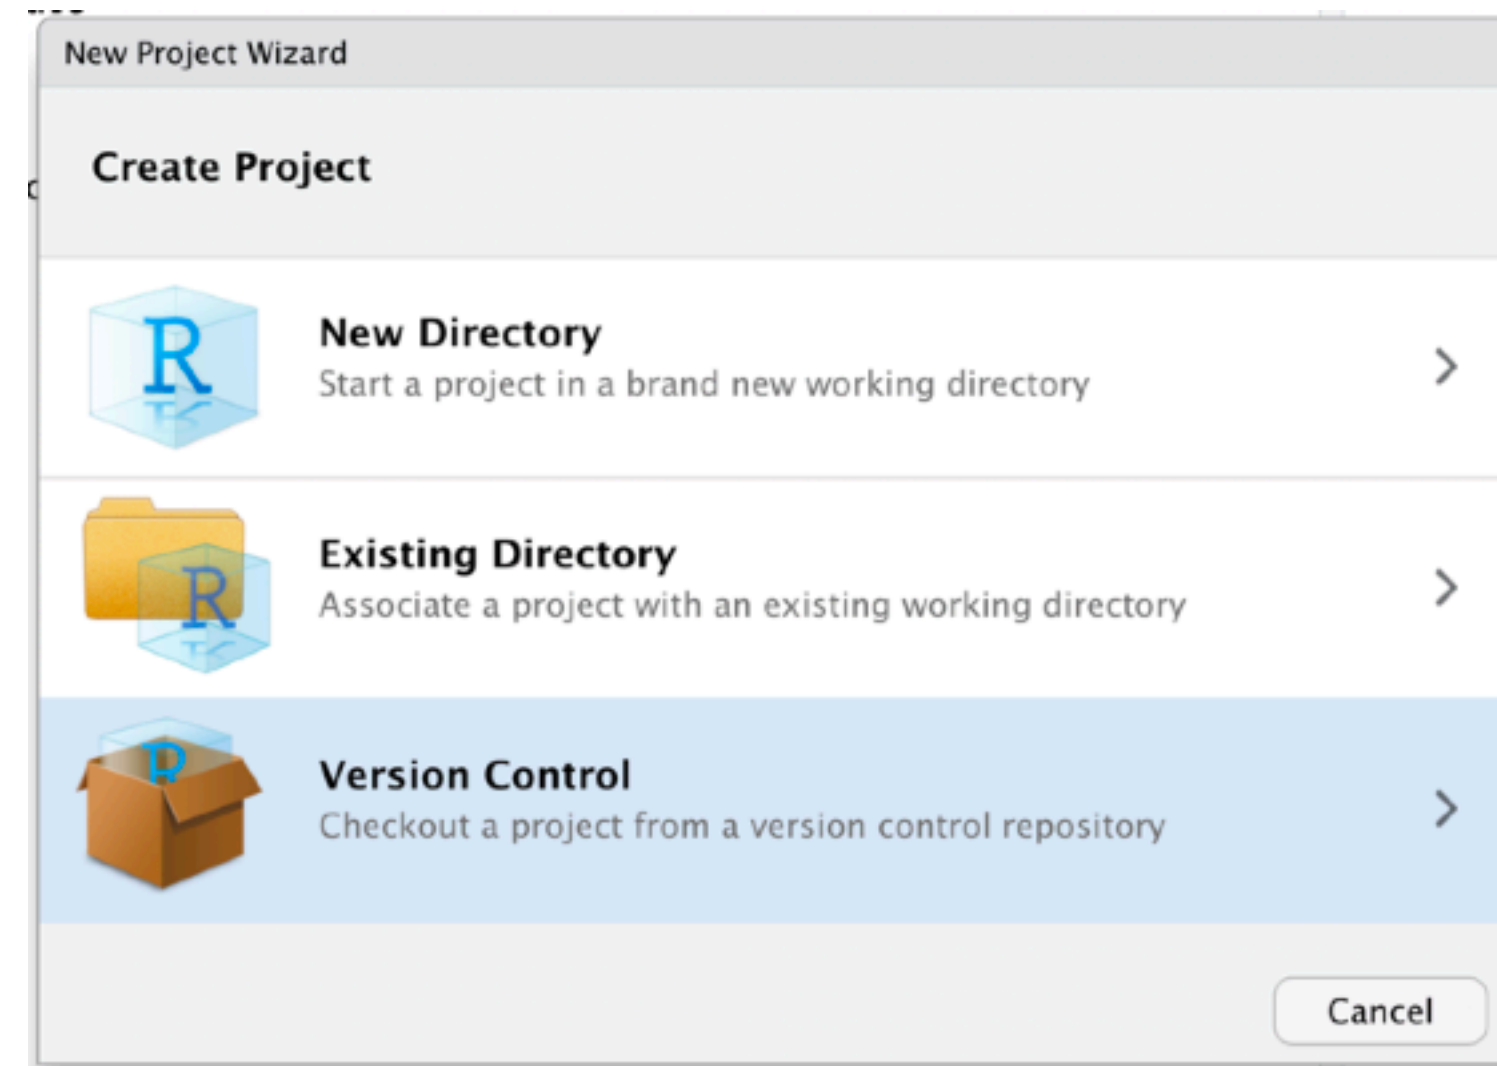 New Project Wizard
Create Project
R
New Directory
Start a project in a brand new working directory
R
Existing Directory
Associate a project with an existing working directory
R
Version Control
Checkout a project from a version control repository
Cancel